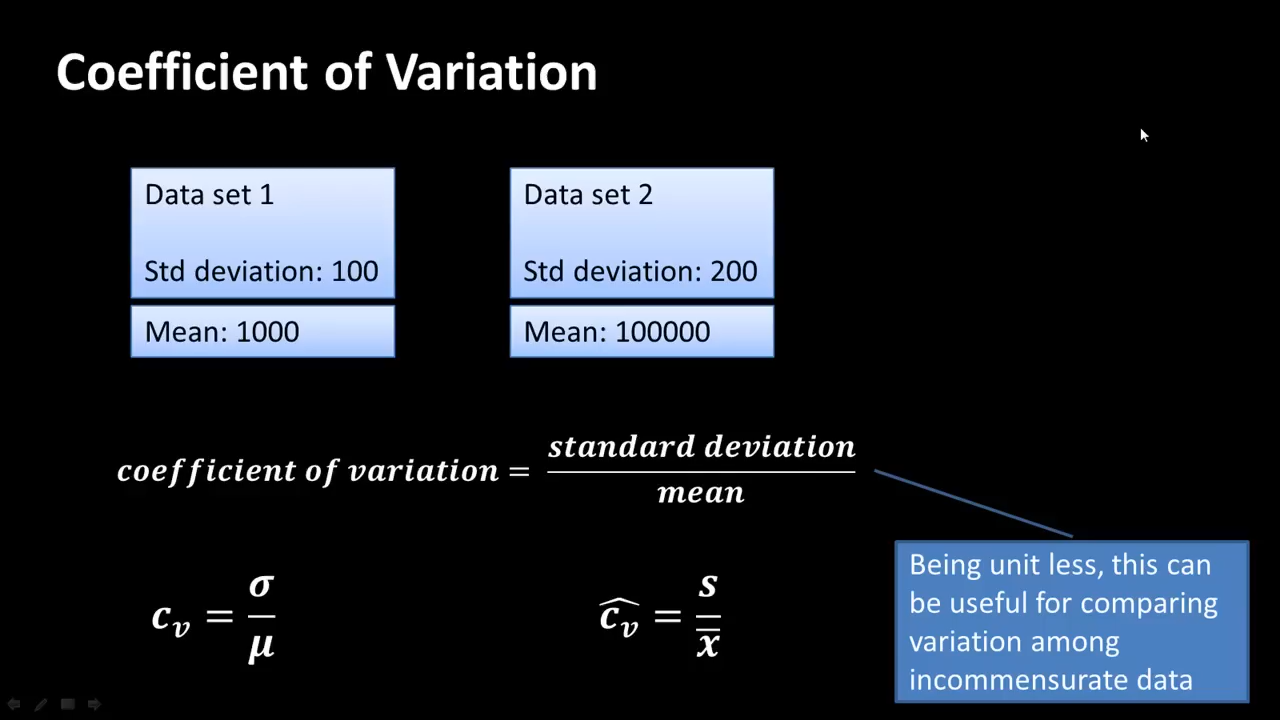 Coefficient of Variation
Data set 1
Std deviation: 100
Mean: 1000
Data set 2
Std deviation: 200
Mean: 100000
coefficient of variation = standard deviation / mean
c_v = σ / μ
ĉ_v = s / x̅
Being unit less, this can
be useful for comparing
variation among
incommensurate data